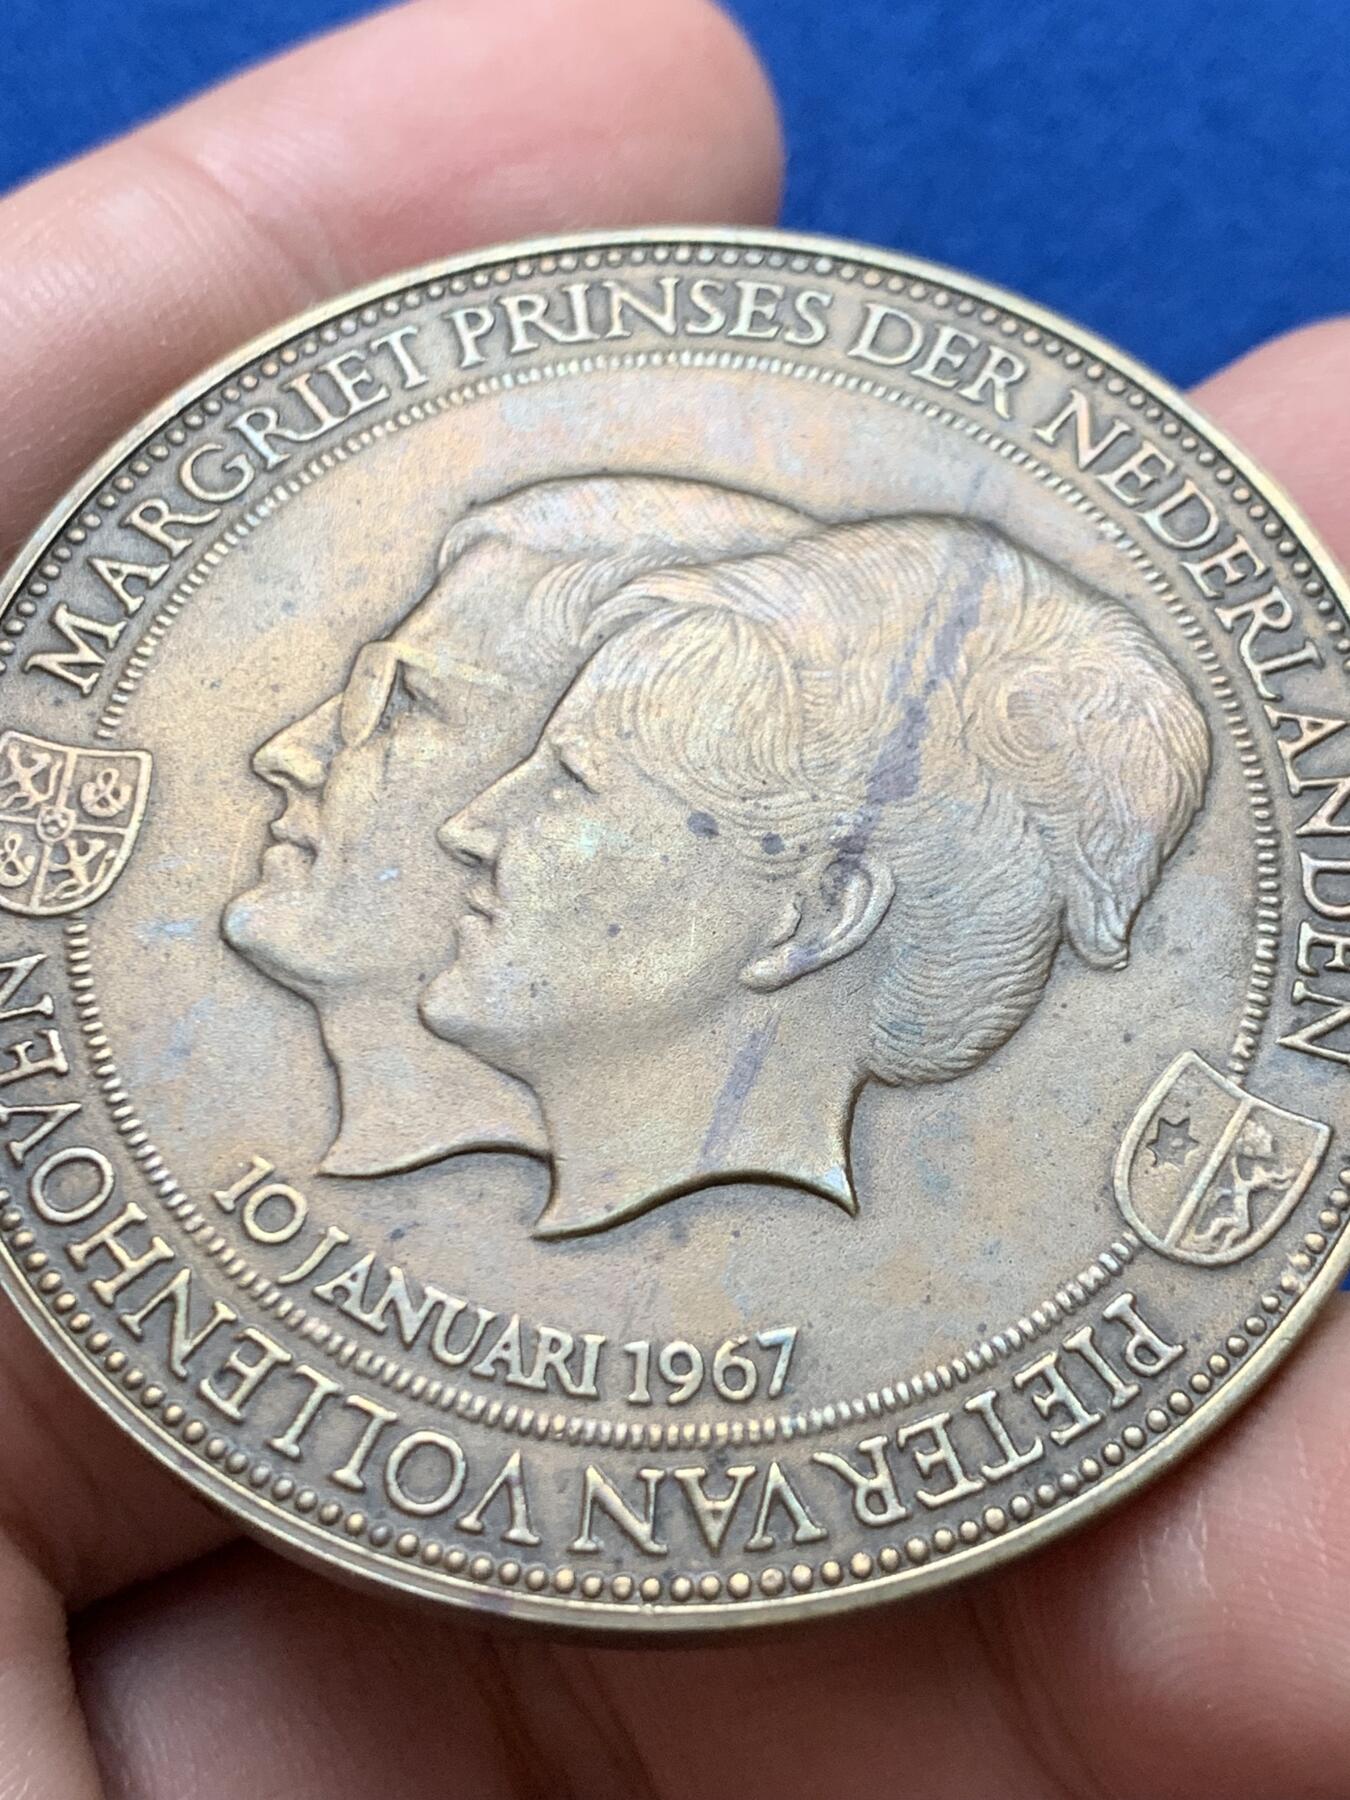 MARGRIET PRINSES DER NEDERLANDEN
PIETER VAN VOLLENHOVEN
10 JANUARI 1967